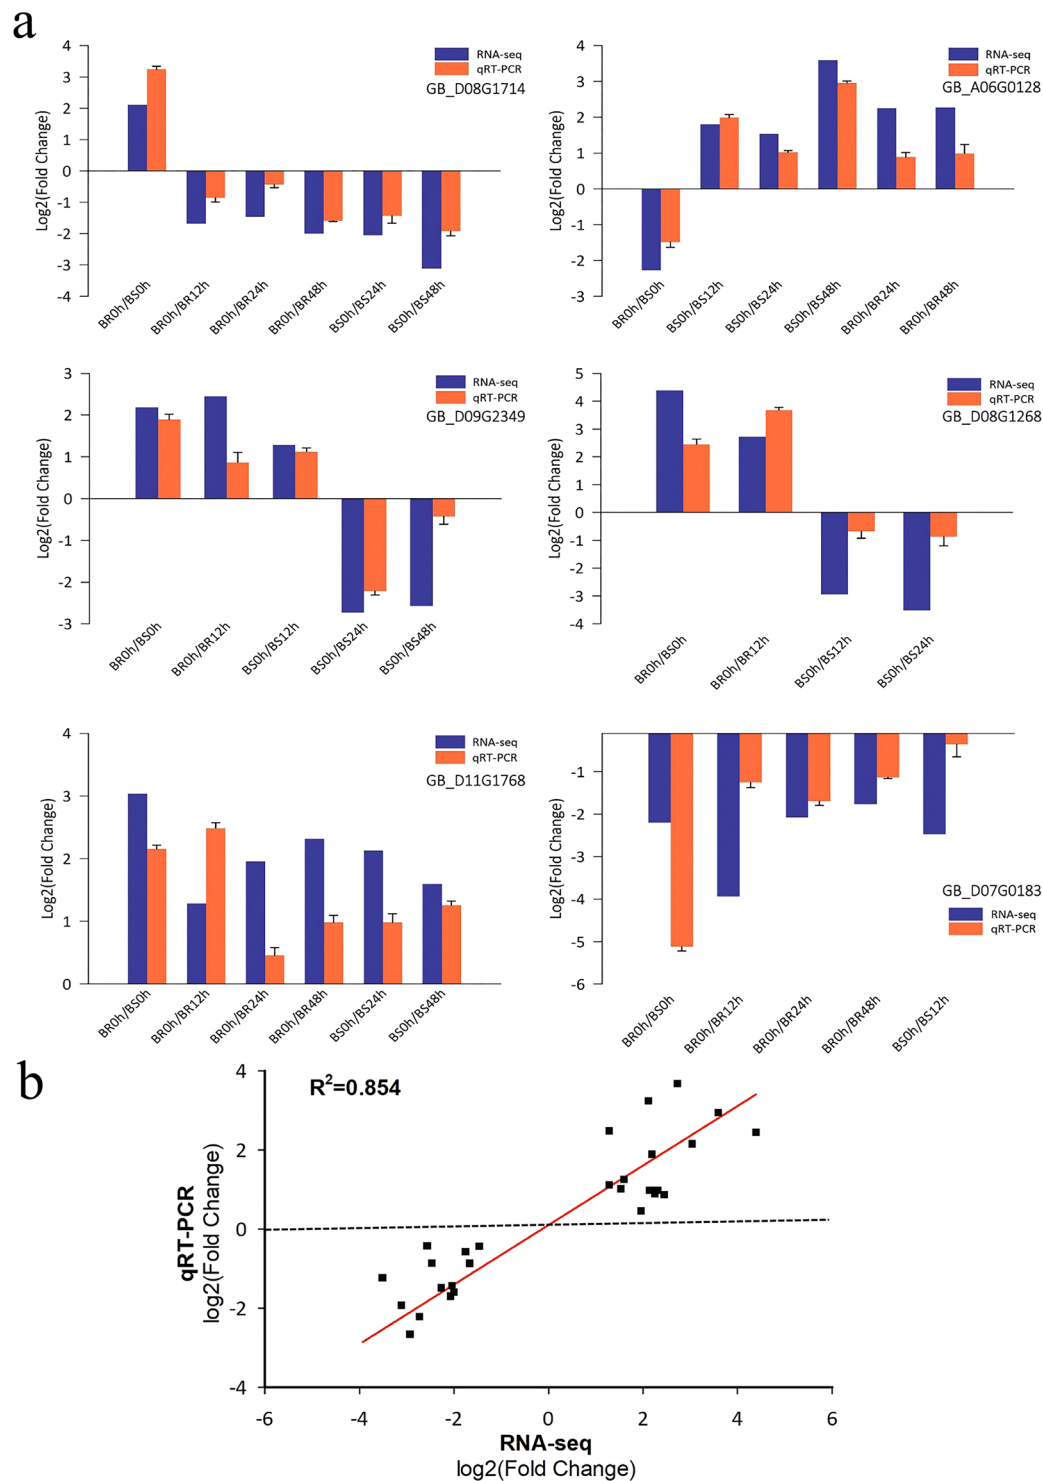 a
4
3
2
1
0
-1
-2
-3
-4
Log2(Fold Change)
RNA-seq
qRT-PCR
GB_D08G1714
BR0h/BS0h
BR0h/BR12h
BR0h/BR24h
BR0h/BR48h
BS0h/BS24h
BS0h/BS48h
4
3
2
1
0
-1
-2
-3
Log2(Fold Change)
RNA-seq
qRT-PCR
GB_A06G0128
BR0h/BS0h
BS0h/BS12h
BS0h/BS24h
BS0h/BS48h
BR0h/BR24h
BR0h/BR48h
3
2
1
0
-1
-2
-3
Log2(Fold Change)
RNA-seq
qRT-PCR
GB_D09G2349
BR0h/BS0h
BR0h/BR12h
BS0h/BS12h
BS0h/BS24h
BS0h/BS48h
5
4
3
2
1
0
-1
-2
-3
-4
Log2(Fold Change)
RNA-seq
qRT-PCR
GB_D08G1268
BR0h/BS0h
BR0h/BR12h
BS0h/BS12h
BS0h/BS24h
4
3
2
1
0
Log2(Fold Change)
RNA-seq
qRT-PCR
GB_D11G1768
BR0h/BS0h
BR0h/BR12h
BR0h/BR24h
BR0h/BR48h
BS0h/BS24h
BS0h/BS48h
-1
-2
-3
-4
-5
-6
Log2(Fold Change)
GB_D07G0183
RNA-seq
qRT-PCR
BR0h/BS0h
BR0h/BR12h
BR0h/BR24h
BR0h/BR48h
BS0h/BS12h
b
R²=0.854
4
2
0
-2
-4
qRT-PCR
log2(Fold Change)
-6
-4
-2
0
2
4
6
RNA-seq
log2(Fold Change)